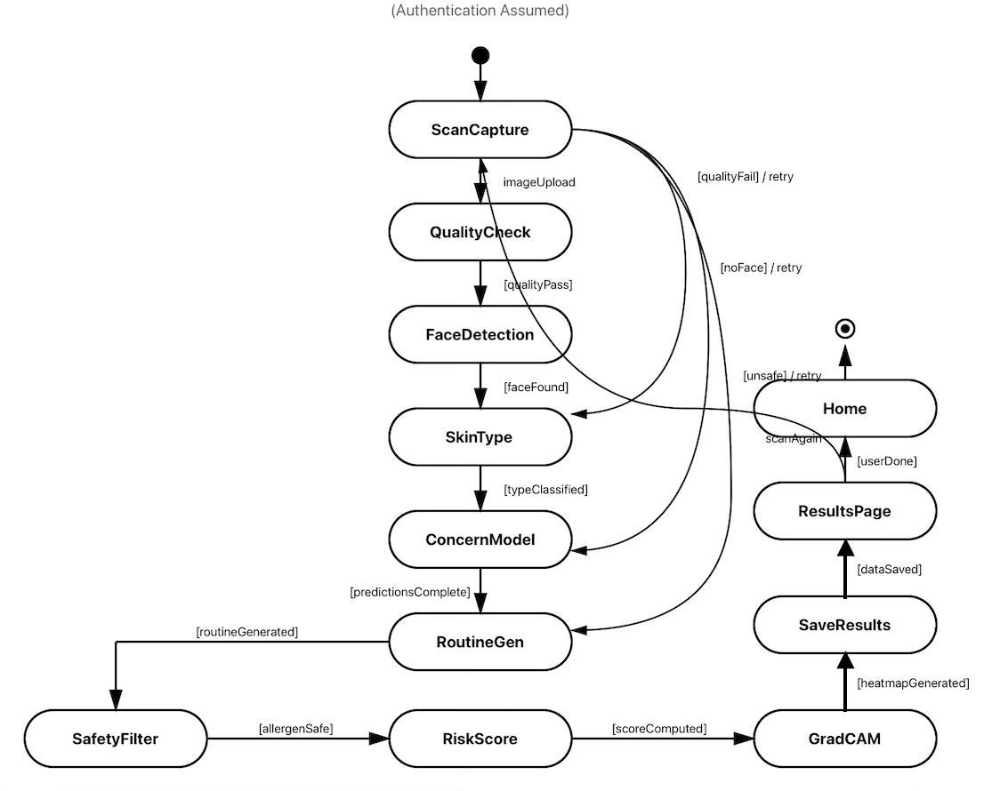 (Authentication Assumed)
ScanCapture
imageUpload
[qualityFail] / retry
QualityCheck
[qualityPass]
[noFace] / retry
FaceDetection
[faceFound]
[unsafe] / retry
Home
SkinType
scanAgain
[userDone]
[typeClassified]
ResultsPage
ConcernModel
[dataSaved]
[predictionsComplete]
SaveResults
[routineGenerated]
RoutineGen
[heatmapGenerated]
SafetyFilter
[allergenSafe]
RiskScore
[scoreComputed]
GradCAM